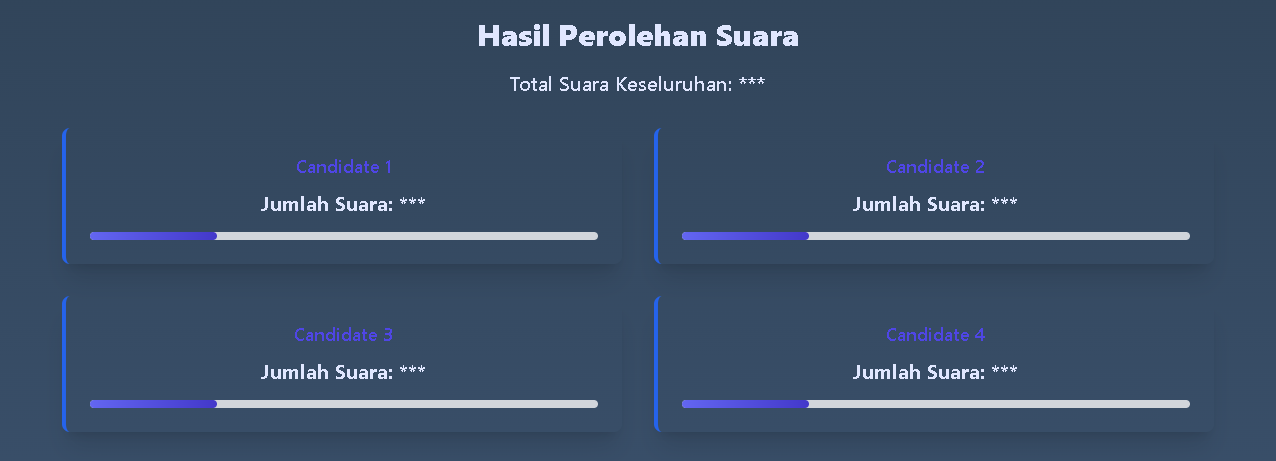 Hasil Perolehan Suara
Total Suara Keseluruhan: ***
Candidate 1
Jumlah Suara: ***
Candidate 2
Jumlah Suara: ***
Candidate 3
Jumlah Suara: ***
Candidate 4
Jumlah Suara: ***